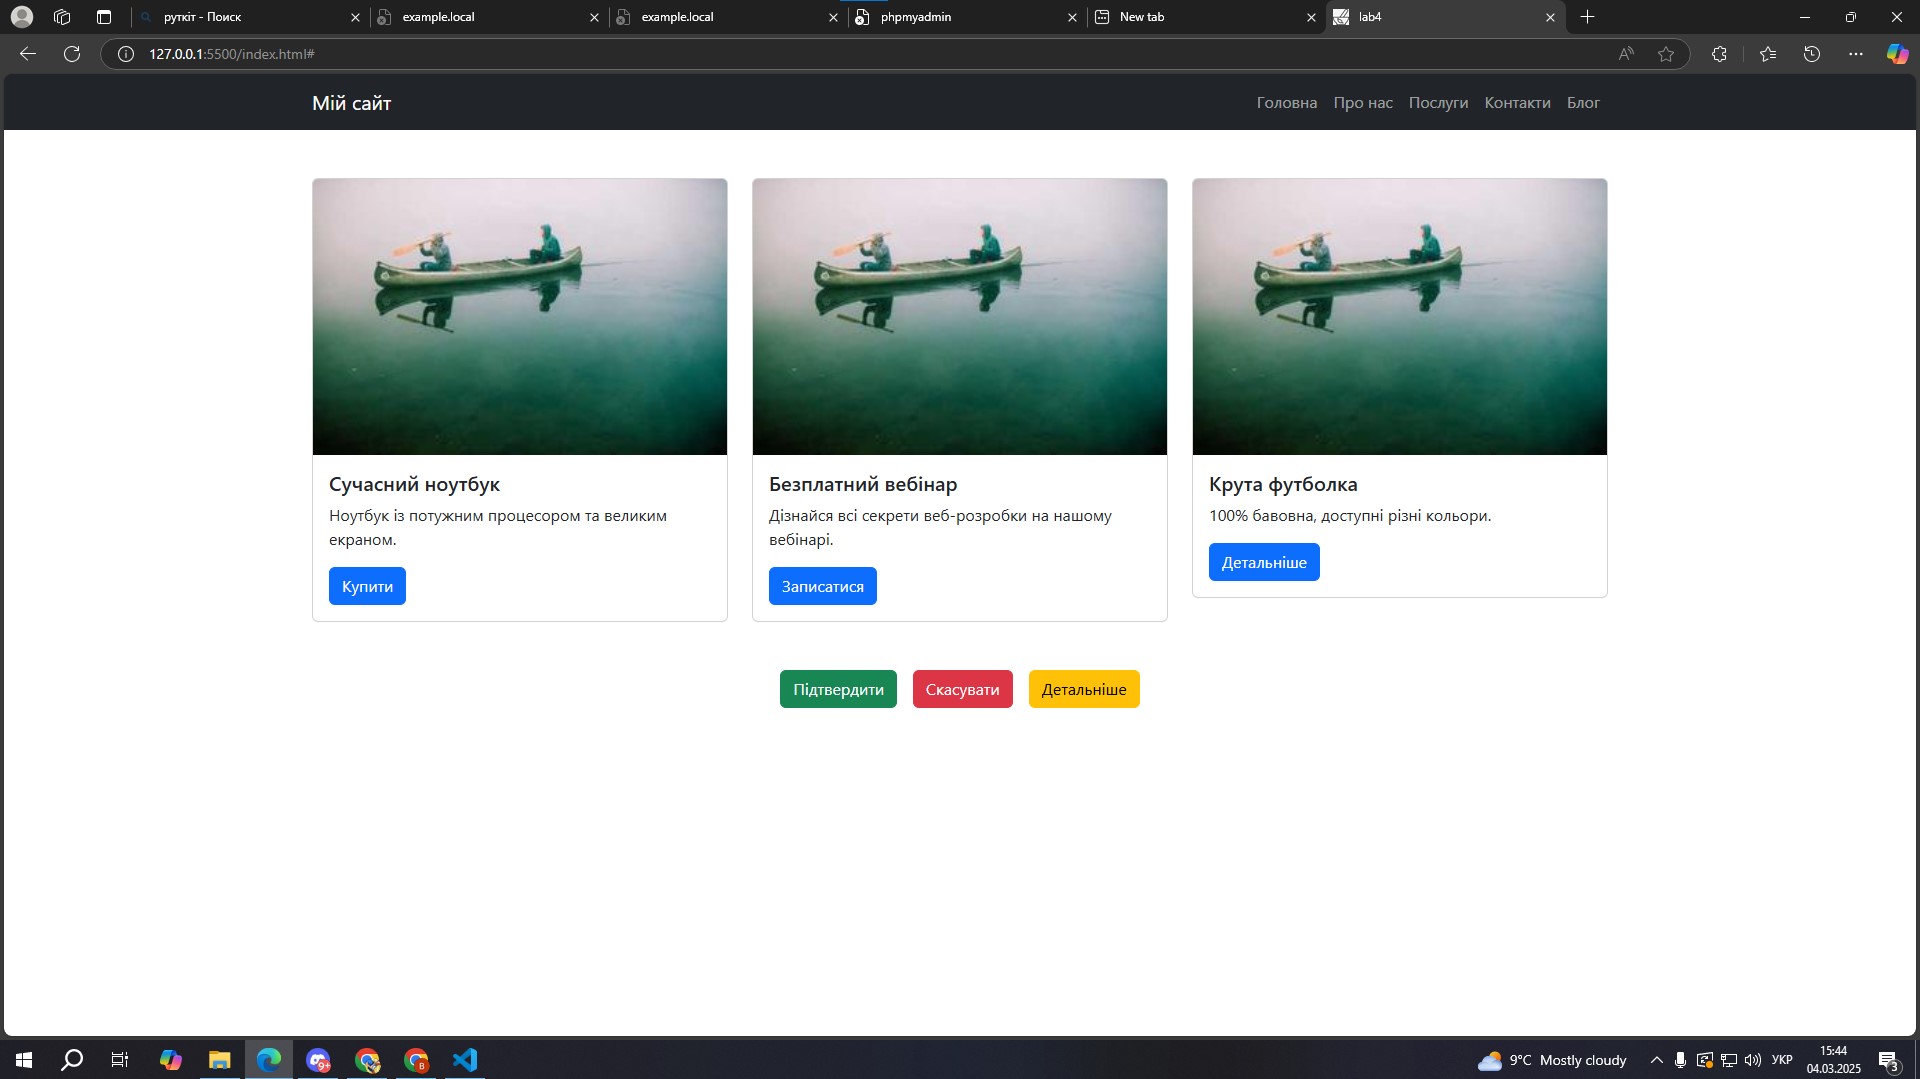 руткіт - Поиск
example.local
example.local
phpmyadmin
New tab
lab4
127.0.0.1:5500/index.html#
Мій сайт
Головна
Про нас
Послуги
Контакти
Блог
Сучасний ноутбук
Ноутбук із потужним процесором та великим
екраном.
Купити
Безплатний вебінар
Дізнайся всі секрети веб-розробки на нашому
вебінарі.
Записатися
Крута футболка
100% бавовна, доступні різні кольори.
Детальніше
Підтвердити
Скасувати
Детальніше
9+
B
9°C Mostly cloudy
УКР
15:44
04.03.2025
3